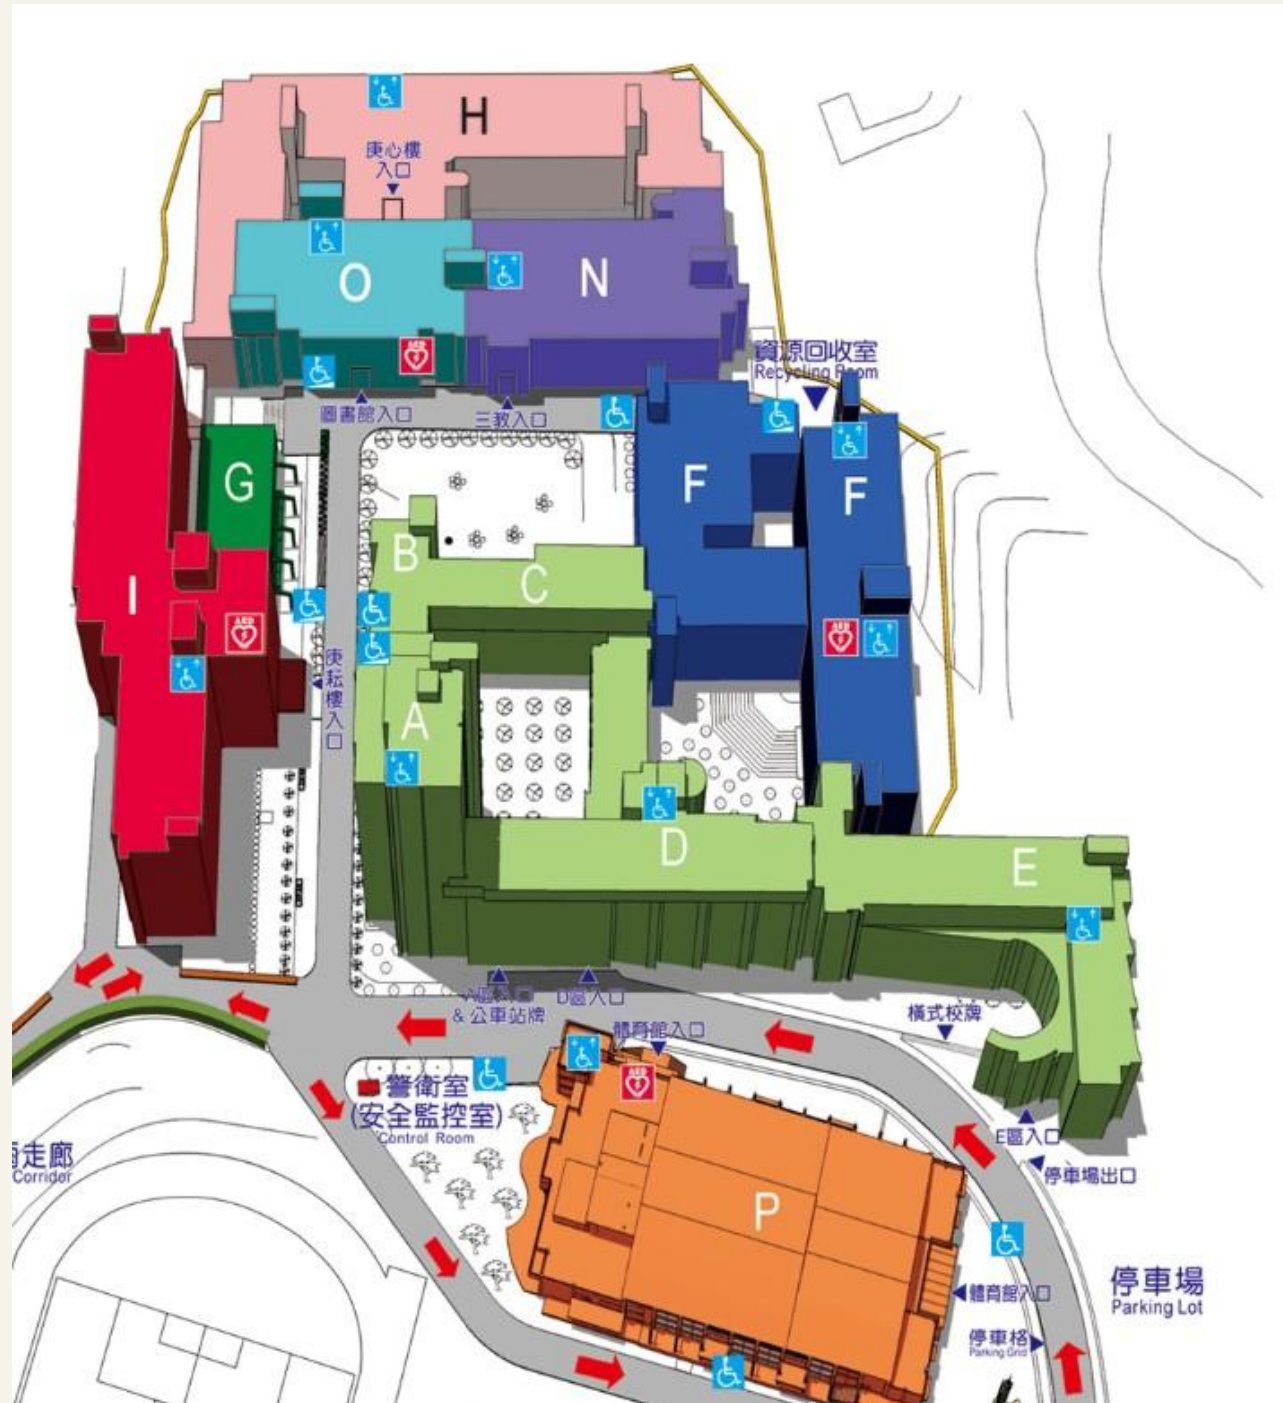 H
庚心樓
入口
O
N
AED
圖書館入口
三教入口
資源回收室
Recycling Room
G
F
F
B
C
I
AED
AED
庚耘樓入口
A
D
E
A區入口
& 公車站牌
D區入口
橫式校牌
體育館入口
AED
警衛室
(安全監控室)
Control Room
E區入口
停車場出口
走廊
Corridor
P
停車場
Parking Lot
體育館入口
停車格
Parking Grid